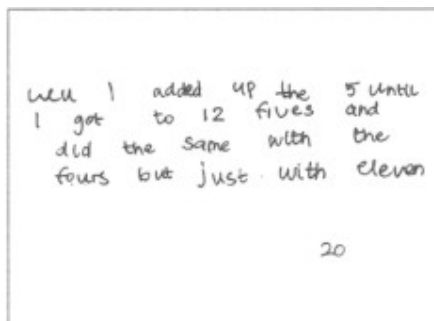 well I added up the 5 until
I got to 12 fives and
did the same with the
fours but just with eleven
20